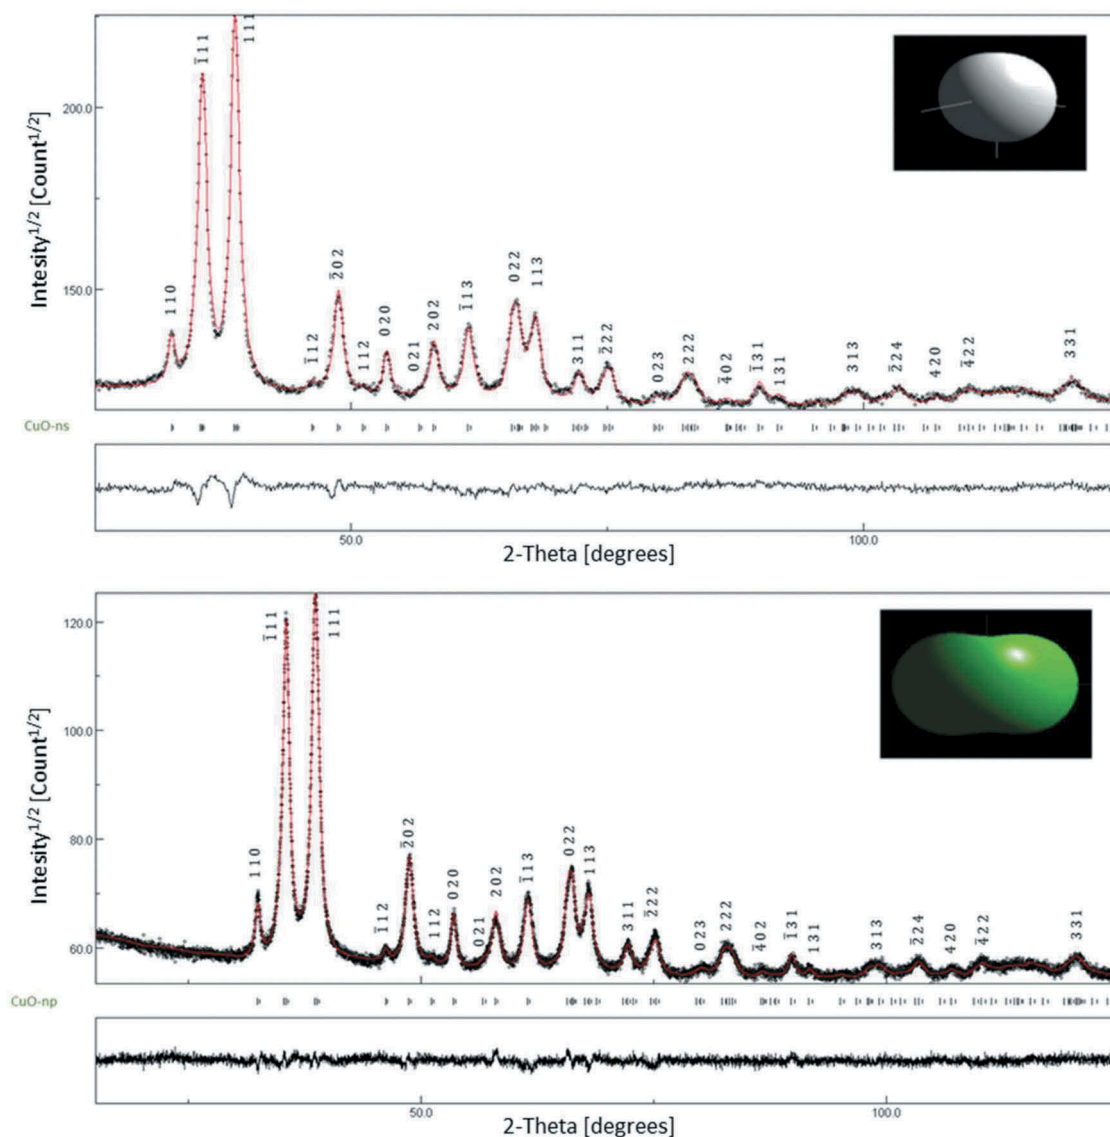 Intesity1/2 [Count1/2]
200.0
150.0
1 1 0
1̄ 1 1
1 1 1
1̄ 1 2
2̄ 0 2
1 1 2
0 2 0
0 2 1
2 0 2
1̄ 1 3
0 2 2
1 1 3
3 1 1
2̄ 2 2
0 2 3
2 2 2
4̄ 0 2
1̄ 3 1
1 3 1
3 1 3
2̄ 2 4
4 2 0
4̄ 2 2
3 3 1
CuO-ns
50.0
100.0
2-Theta [degrees]
Intesity1/2 [Count1/2]
120.0
100.0
80.0
60.0
1 1 0
1̄ 1 1
1 1 1
1̄ 1 2
2̄ 0 2
1 1 2
0 2 0
0 2 1
2 0 2
1̄ 1 3
0 2 2
1 1 3
3 1 1
2̄ 2 2
0 2 3
2 2 2
4̄ 0 2
1̄ 3 1
1 3 1
3 1 3
2̄ 2 4
4 2 0
4̄ 2 2
3 3 1
CuO-np
50.0
100.0
2-Theta [degrees]